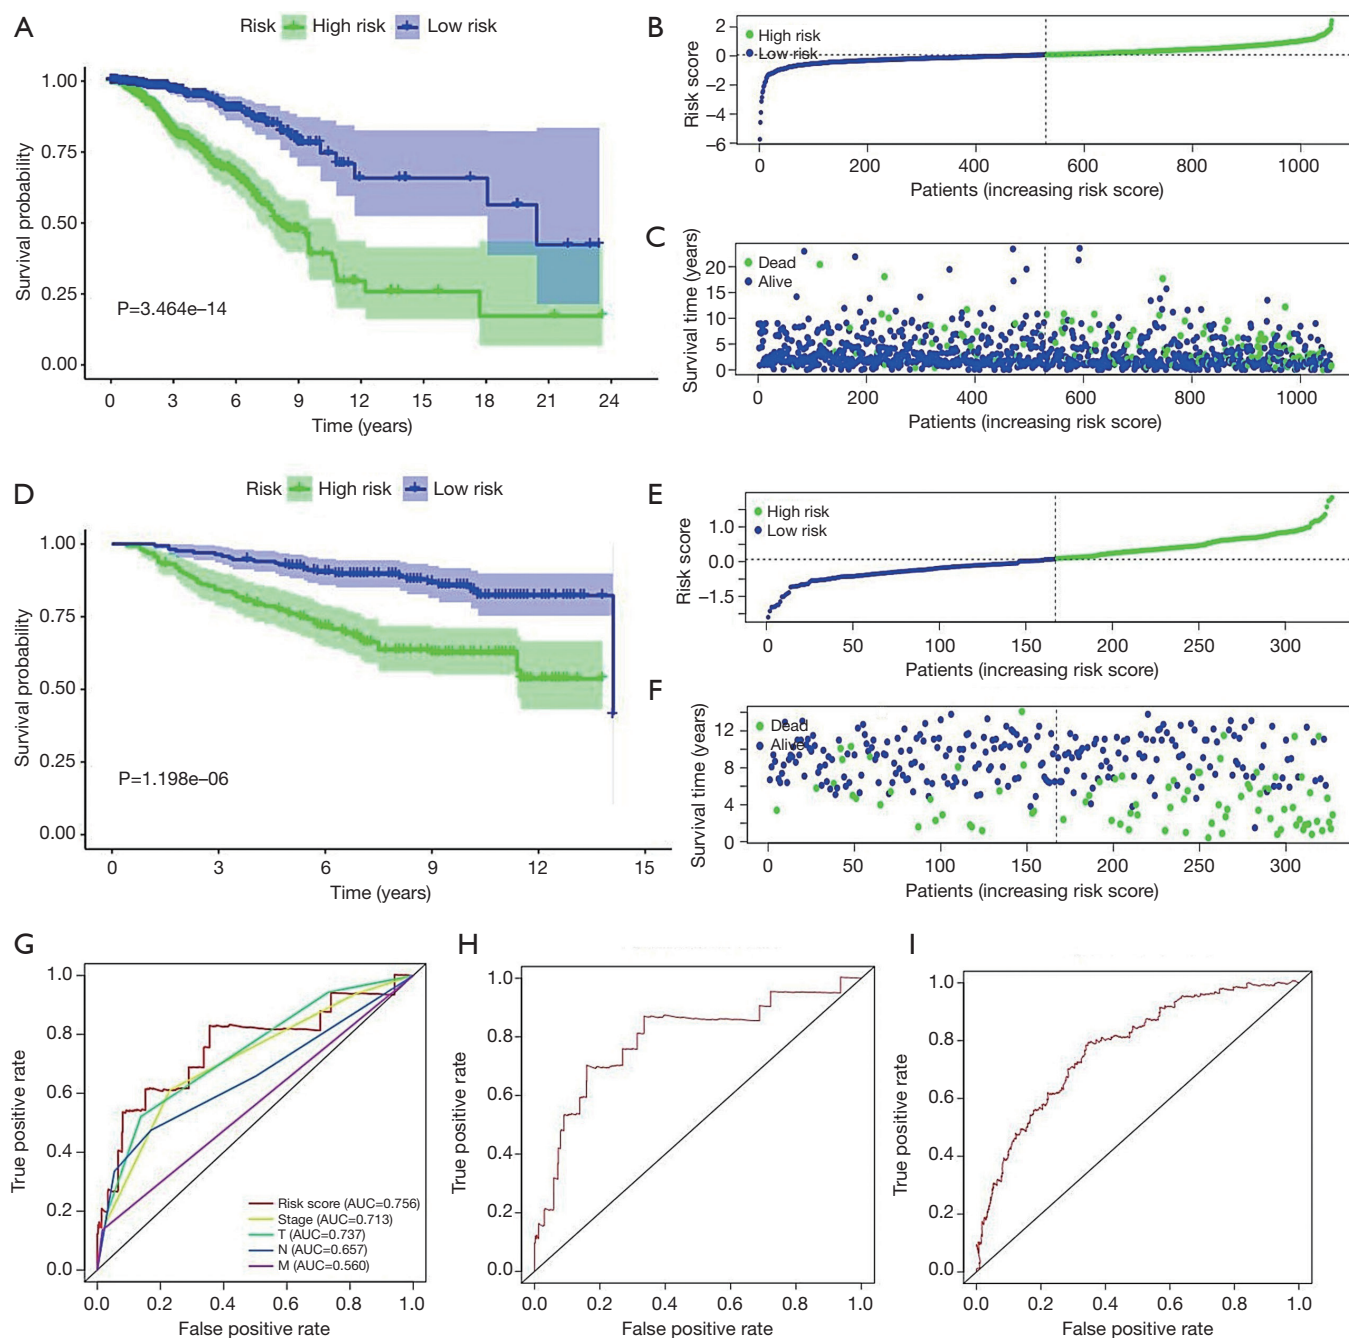 A
Risk High risk Low risk
Survival probability
1.00
0.75
0.50
0.25
0.00
P=3.464e–14
0 3 6 9 12 15 18 21 24
Time (years)
B
High risk
Low risk
Risk score
2
0
–2
–4
–6
0 200 400 600 800 1000
Patients (increasing risk score)
C
Dead
Alive
Survival time (years)
20
15
10
5
0
0 200 400 600 800 1000
Patients (increasing risk score)
D
Risk High risk Low risk
Survival probability
1.00
0.75
0.50
0.25
0.00
P=1.198e–06
0 3 6 9 12 15
Time (years)
E
High risk
Low risk
Risk score
1.0
0.0
–1.5
0 50 100 150 200 250 300
Patients (increasing risk score)
F
Dead
Alive
Survival time (years)
12
8
4
0
0 50 100 150 200 250 300
Patients (increasing risk score)
G
True positive rate
1.0
0.8
0.6
0.4
0.2
0.0
Risk score (AUC=0.756)
Stage (AUC=0.713)
T (AUC=0.737)
N (AUC=0.657)
M (AUC=0.560)
0.0 0.2 0.4 0.6 0.8 1.0
False positive rate
H
True positive rate
1.0
0.8
0.6
0.4
0.2
0.0
0.0 0.2 0.4 0.6 0.8 1.0
False positive rate
I
True positive rate
1.0
0.8
0.6
0.4
0.2
0.0
0.0 0.2 0.4 0.6 0.8 1.0
False positive rate